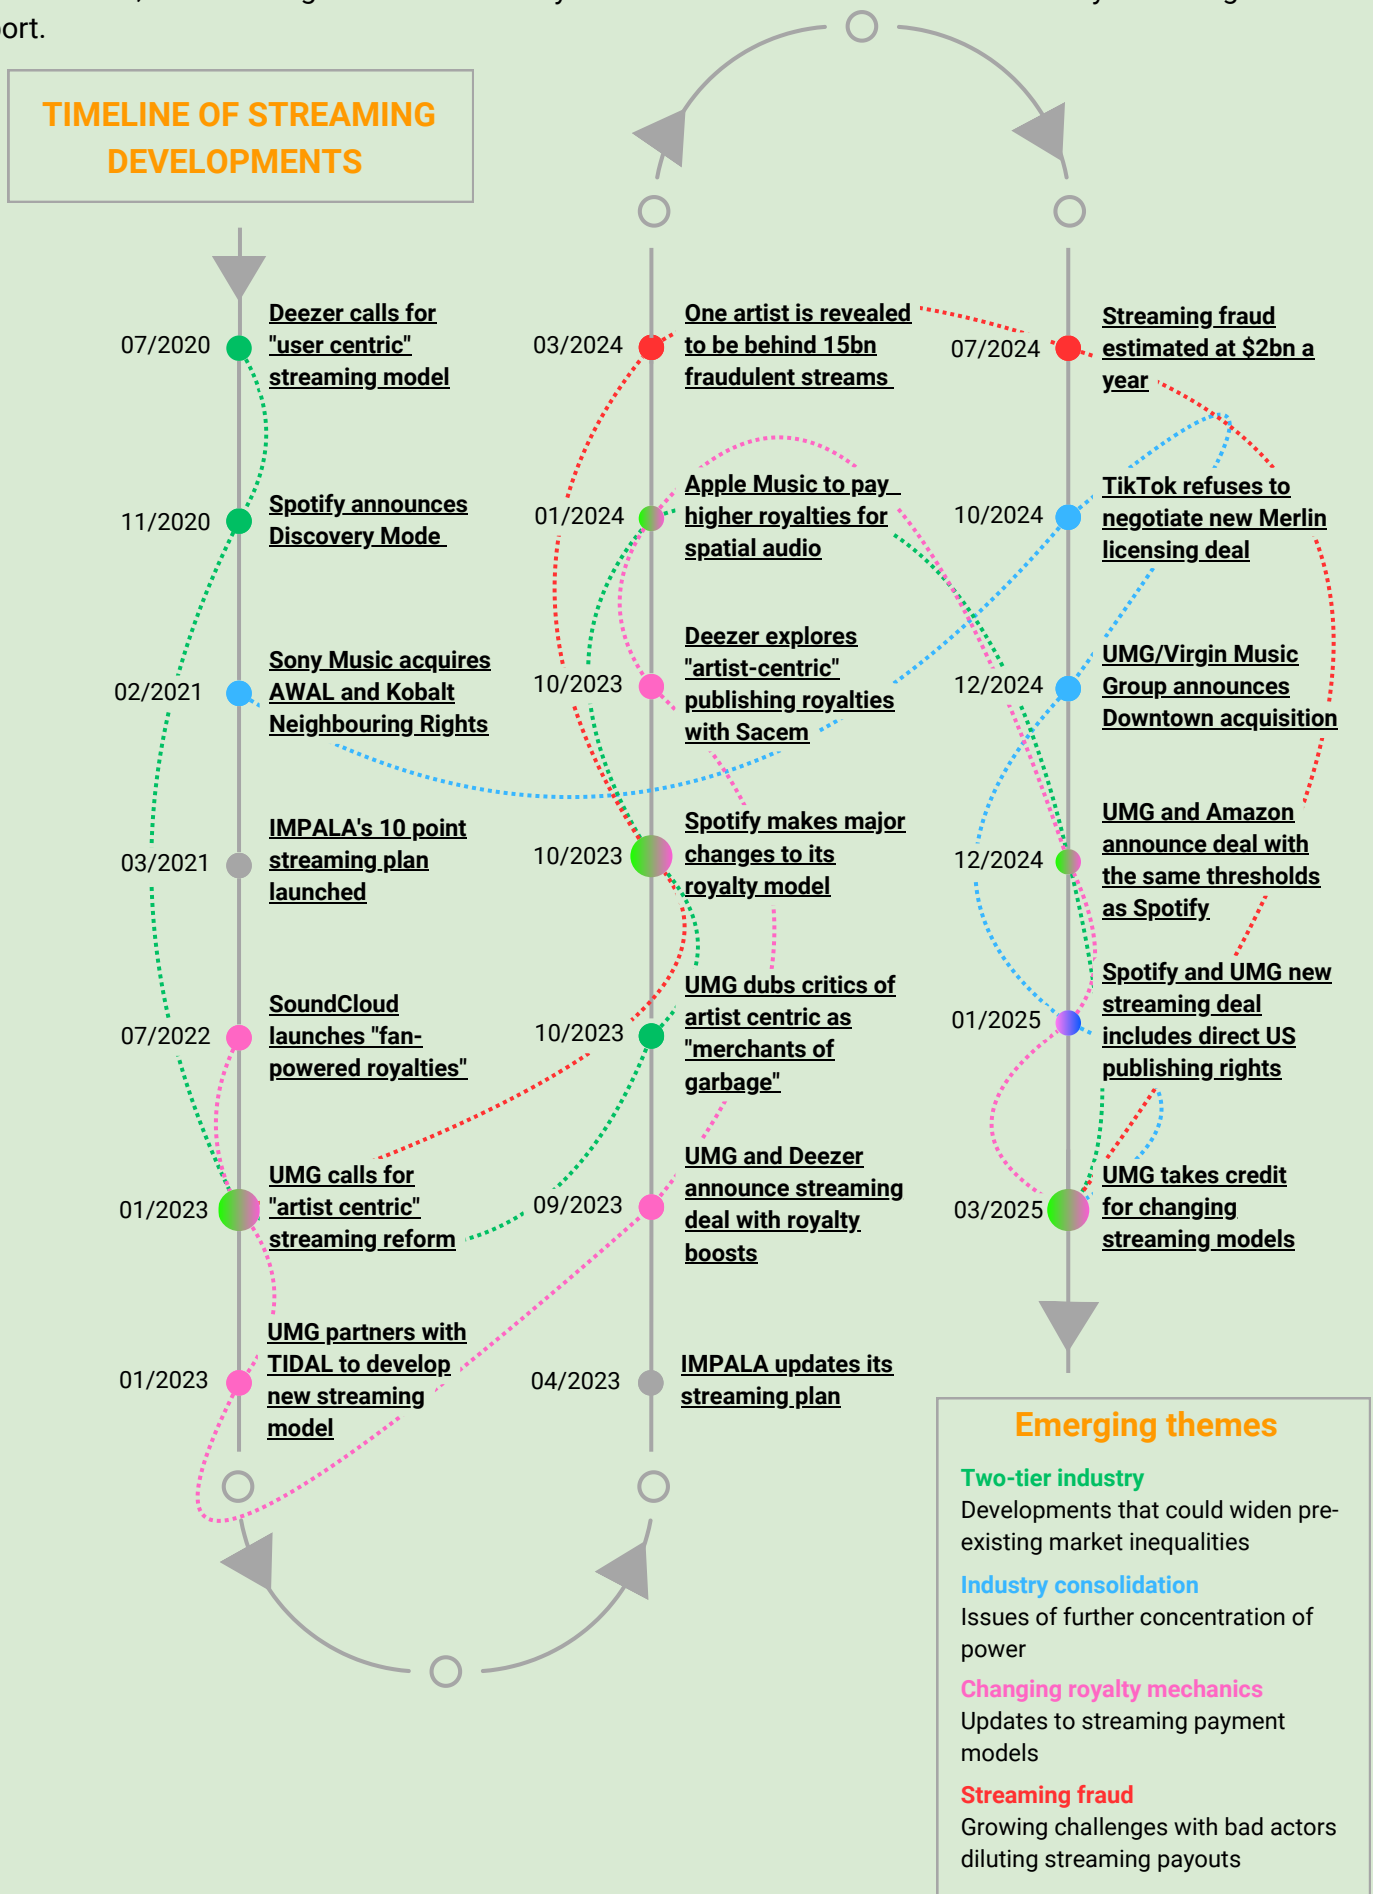 ort.
TIMELINE OF STREAMING
DEVELOPMENTS
07/2020
Deezer calls for
"user centric"
streaming model
11/2020
Spotify announces
Discovery Mode
02/2021
Sony Music acquires
AWAL and Kobalt
Neighbouring Rights
03/2021
IMPALA's 10 point
streaming plan
launched
07/2022
SoundCloud
launches "fan-
powered royalties"
01/2023
UMG calls for
"artist centric"
streaming reform
01/2023
UMG partners with
TIDAL to develop
new streaming
model
04/2023
IMPALA updates its
streaming plan
09/2023
UMG and Deezer
announce streaming
deal with royalty
boosts
10/2023
UMG dubs critics of
artist centric as
"merchants of
garbage"
10/2023
Spotify makes major
changes to its
royalty model
10/2023
Deezer explores
"artist-centric"
publishing royalties
with Sacem
01/2024
Apple Music to pay
higher royalties for
spatial audio
03/2024
One artist is revealed
to be behind 15bn
fraudulent streams
07/2024
Streaming fraud
estimated at $2bn a
year
10/2024
TikTok refuses to
negotiate new Merlin
licensing deal
12/2024
UMG/Virgin Music
Group announces
Downtown acquisition
12/2024
UMG and Amazon
announce deal with
the same thresholds
as Spotify
01/2025
Spotify and UMG new
streaming deal
includes direct US
publishing rights
03/2025
UMG takes credit
for changing
streaming models
Emerging themes
Two-tier industry
Developments that could widen pre-
existing market inequalities
Industry consolidation
Issues of further concentration of
power
Changing royalty mechanics
Updates to streaming payment
models
Streaming fraud
Growing challenges with bad actors
diluting streaming payouts